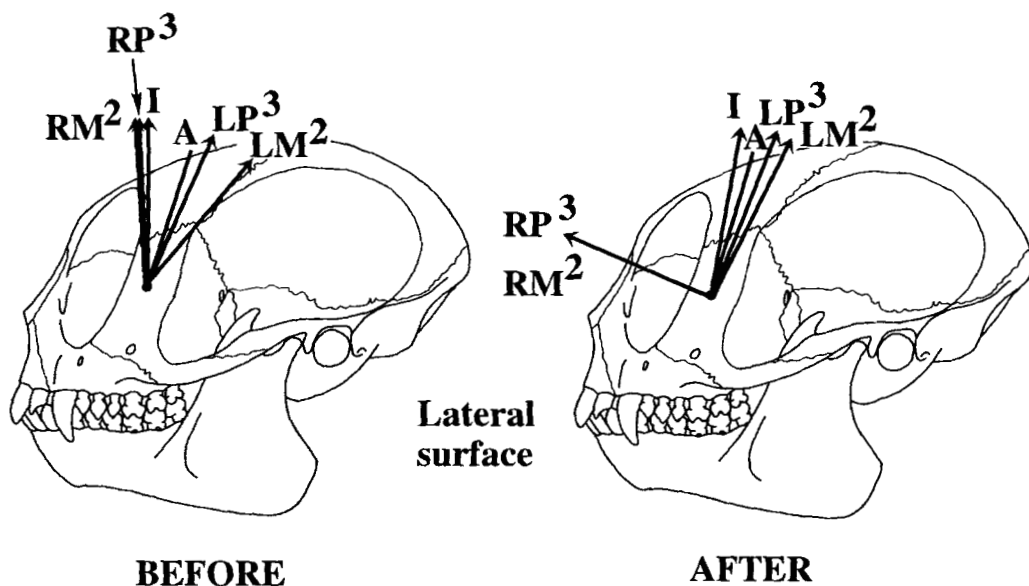 RP³
RM² I A LP³ LM²
I A LP³ LM²
RP³
RM²
Lateral
surface
BEFORE
AFTER